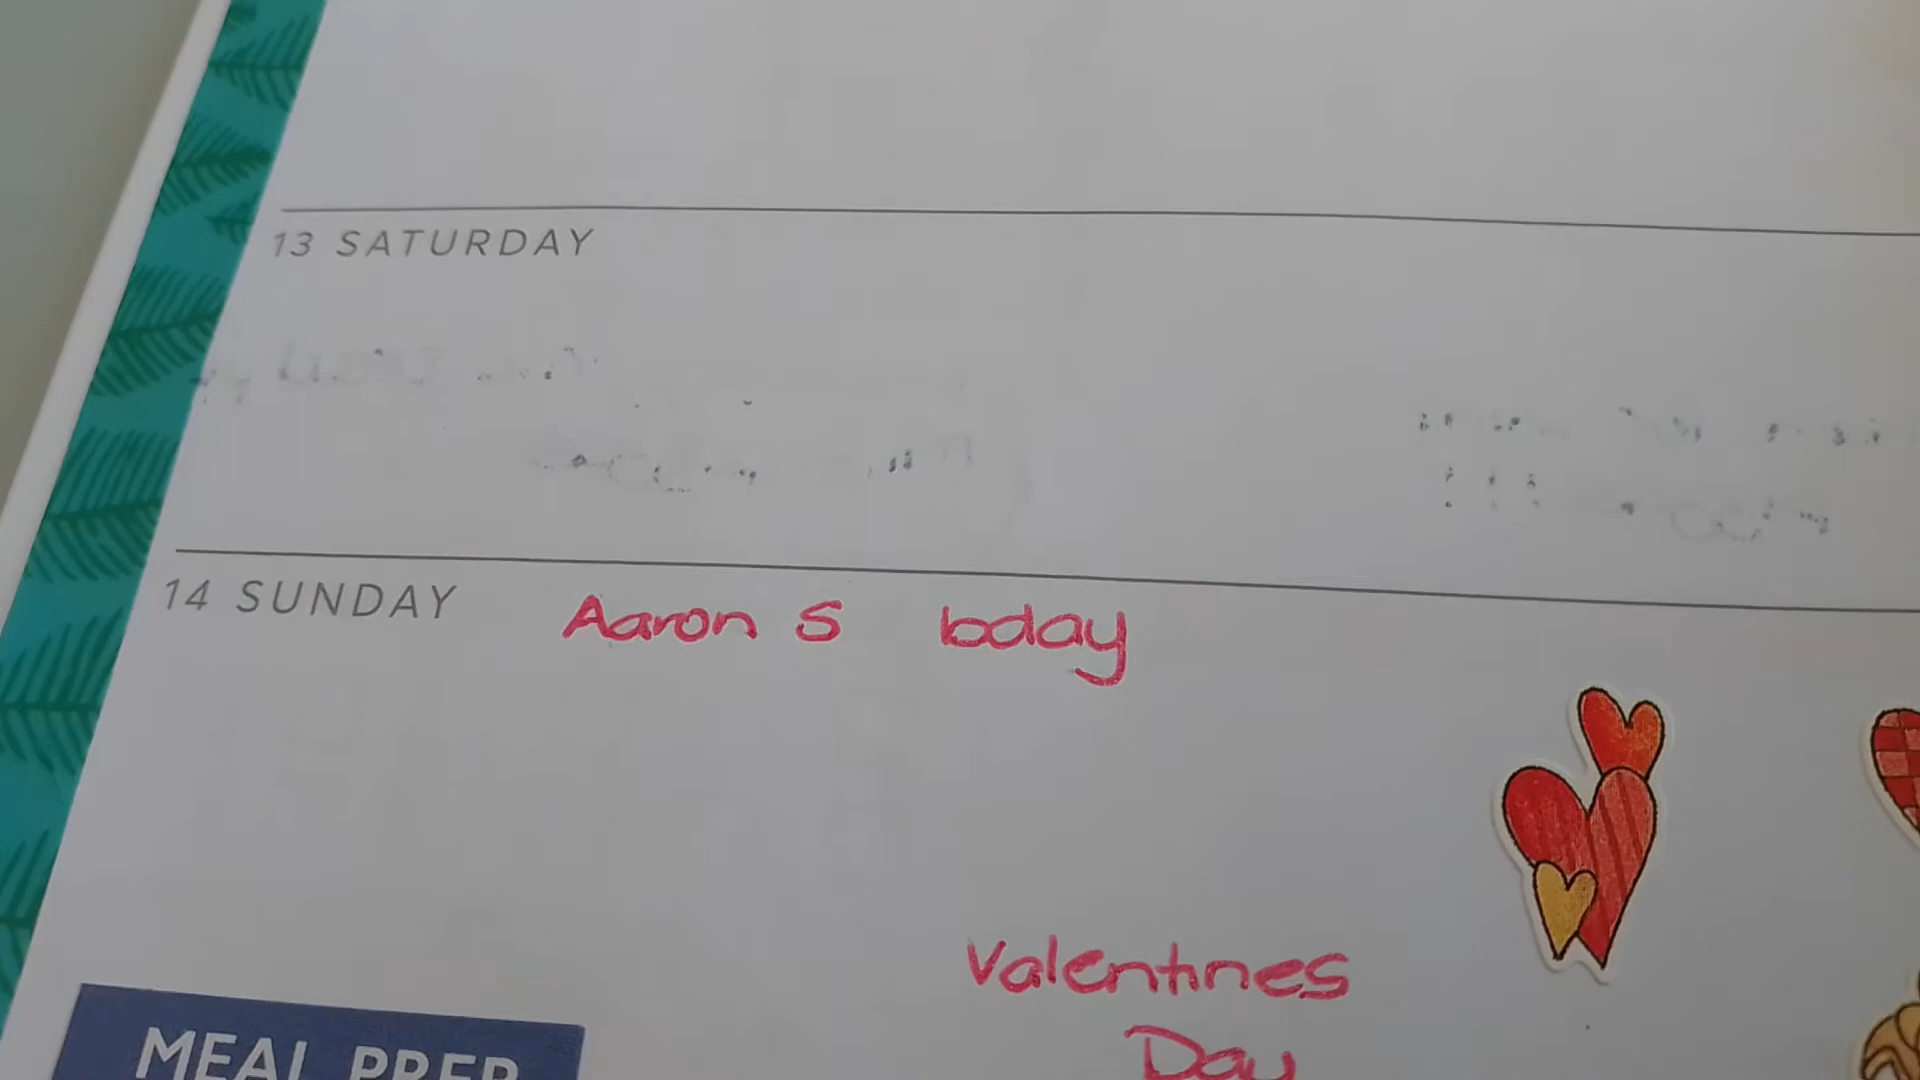 13 SATURDAY
14 SUNDAY Aaron S bday
Valentines
Day
MEAL PREP